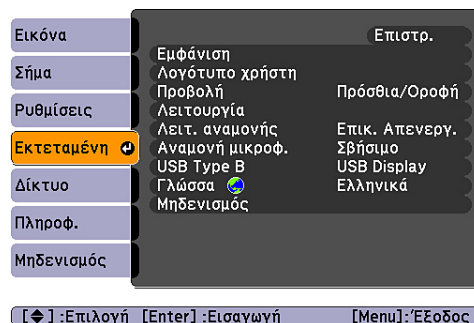 Εικόνα
Σήμα
Ρυθμίσεις
Εκτεταμένη
Δίκτυο
Πληροφ.
Μηδενισμός
Επιστρ.
Εμφάνιση
Λογότυπο χρήστη
Προβολή Πρόσθια/Οροφή
Λειτουργία
Λειτ. αναμονής Επικ. Απενεργ.
Αναμονή μικροφ. Σβήσιμο
USB Type B USB Display
Γλώσσα Ελληνικά
Μηδενισμός
[ ] :Επιλογή [Enter] :Εισαγωγή [Menu]:Έξοδος